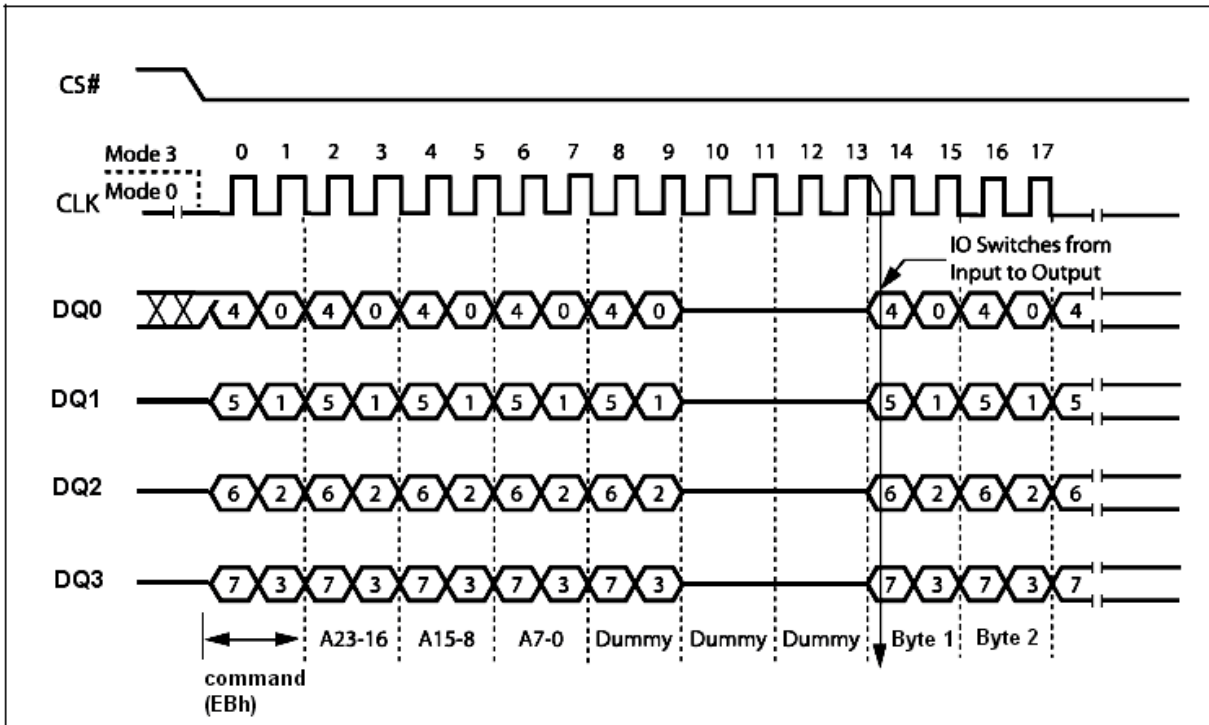 CS#
Mode 3 0 1 2 3 4 5 6 7 8 9 10 11 12 13 14 15 16 17
CLK Mode 0
IO Switches from
Input to Output
DQ0 4 0 4 0 4 0 4 0 4 0 4 0 4 0 4
DQ1 5 1 5 1 5 1 5 1 5 1 5 1 5 1 5
DQ2 6 2 6 2 6 2 6 2 6 2 6 2 6 2 6
DQ3 7 3 7 3 7 3 7 3 7 3 7 3 7 3 7
A23-16 A15-8 A7-0 Dummy Dummy Dummy Byte 1 Byte 2
command
(EBh)